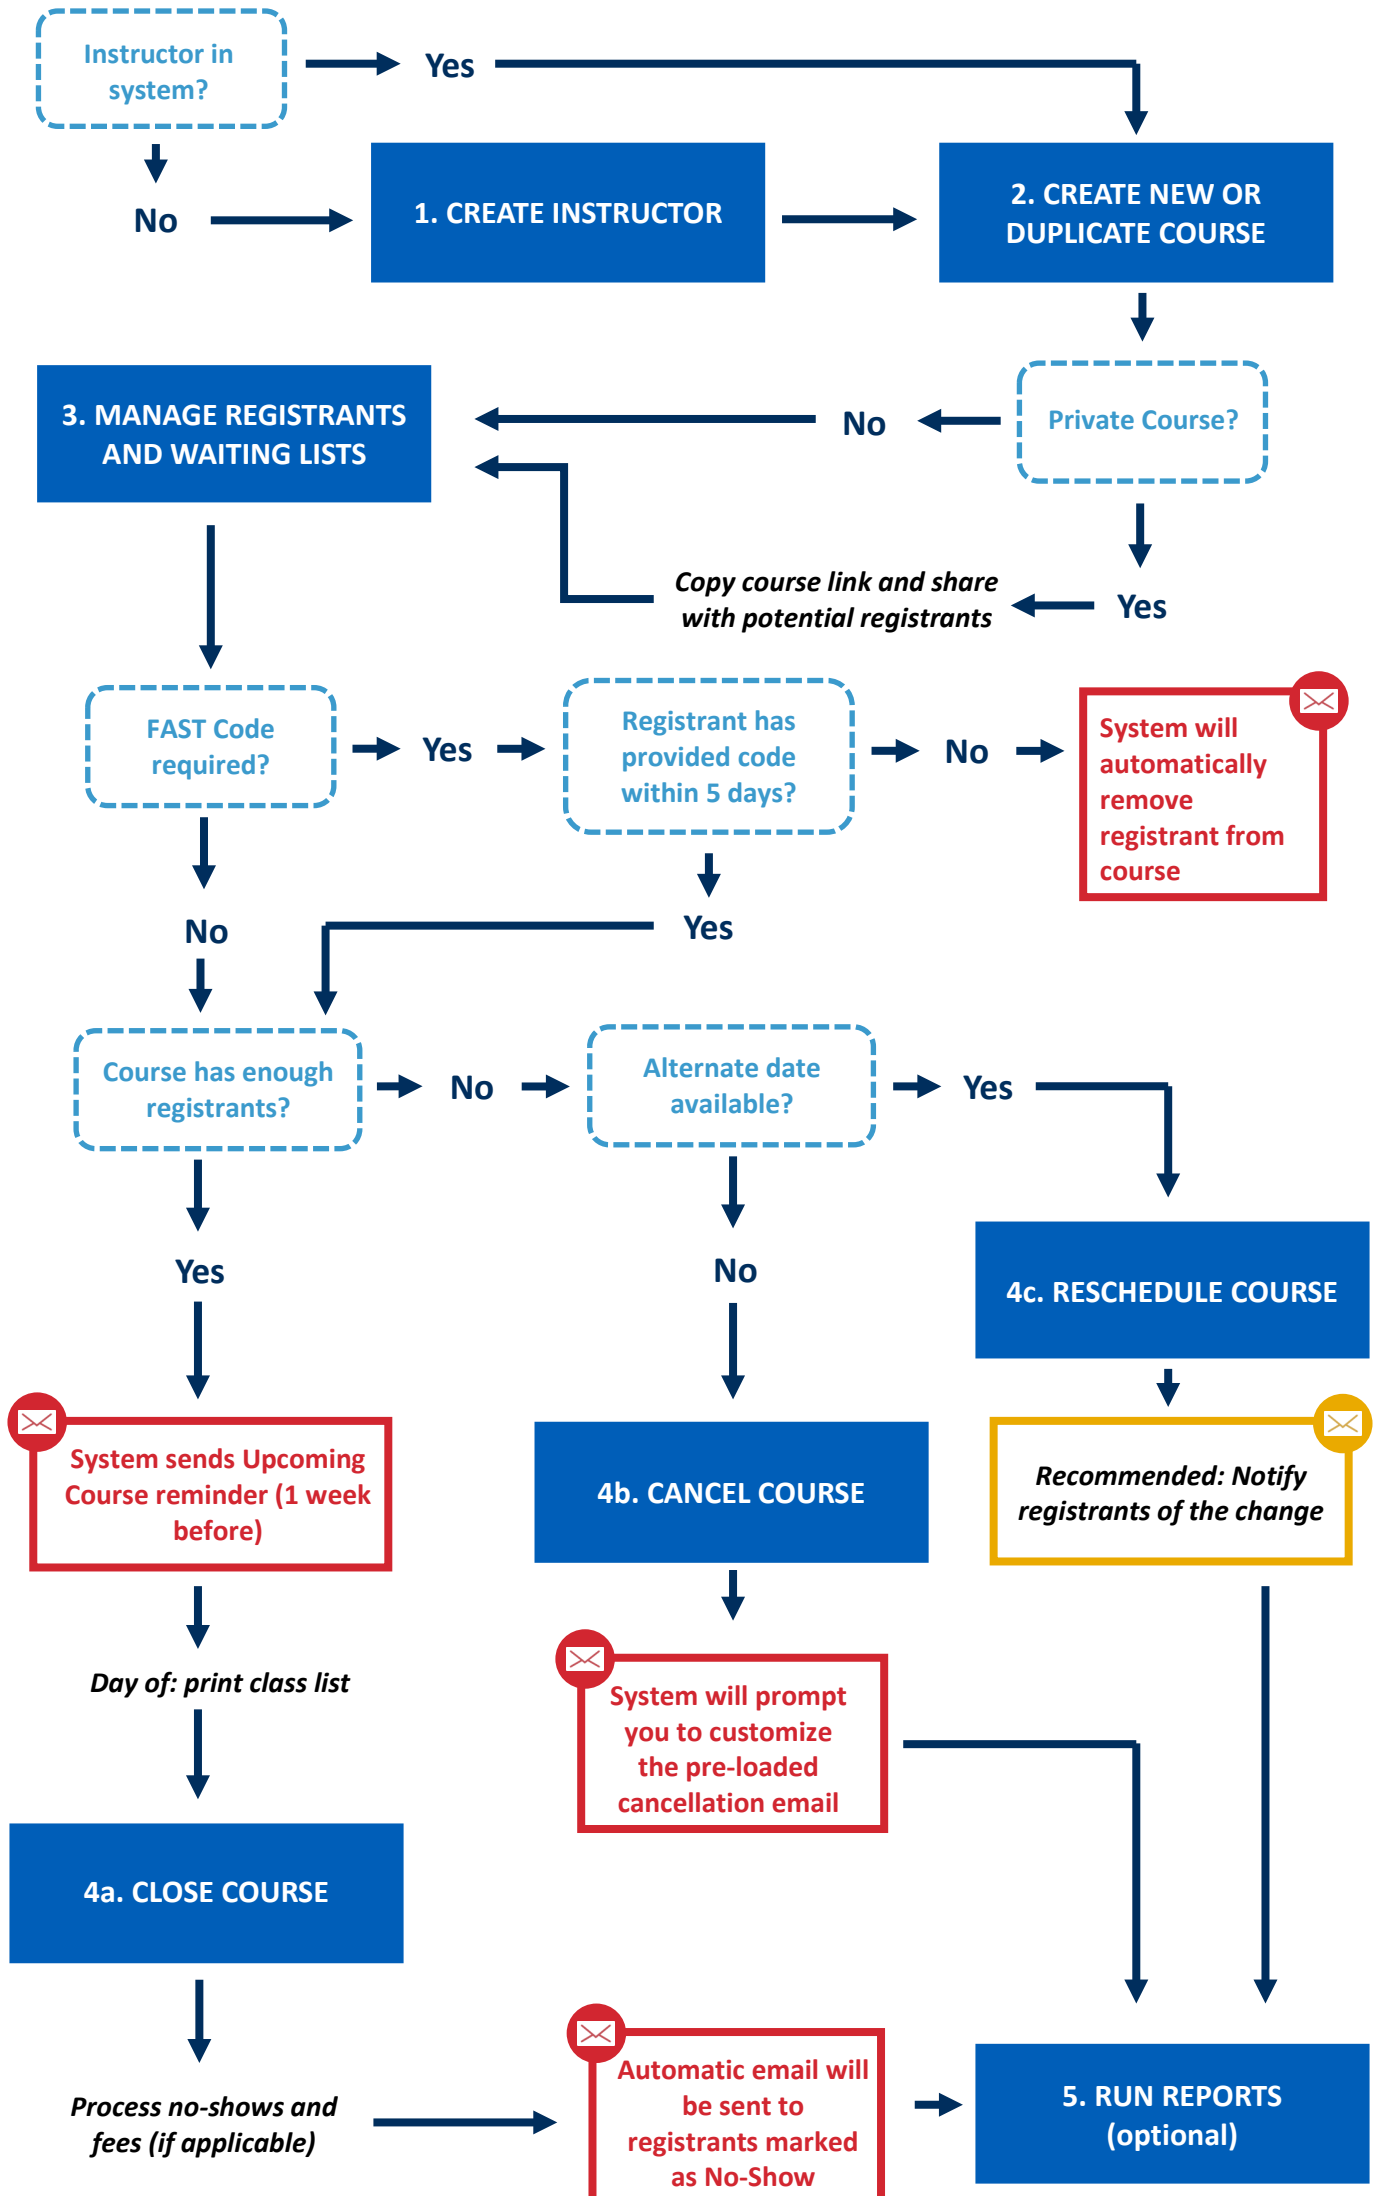 Instructor in
system?
Yes
No
1. CREATE INSTRUCTOR
2. CREATE NEW OR
DUPLICATE COURSE
Private Course?
No
3. MANAGE REGISTRANTS
AND WAITING LISTS
Yes
Copy course link and share
with potential registrants
FAST Code
required?
Yes
Registrant has
provided code
within 5 days?
No
System will
automatically
remove
registrant from
course
No
Yes
Course has enough
registrants?
No
Alternate date
available?
Yes
Yes
No
4c. RESCHEDULE COURSE
System sends Upcoming
Course reminder (1 week
before)
4b. CANCEL COURSE
Recommended: Notify
registrants of the change
Day of: print class list
System will prompt
you to customize
the pre-loaded
cancellation email
4a. CLOSE COURSE
Process no-shows and
fees (if applicable)
Automatic email will
be sent to
registrants marked
as No-Show
5. RUN REPORTS
(optional)